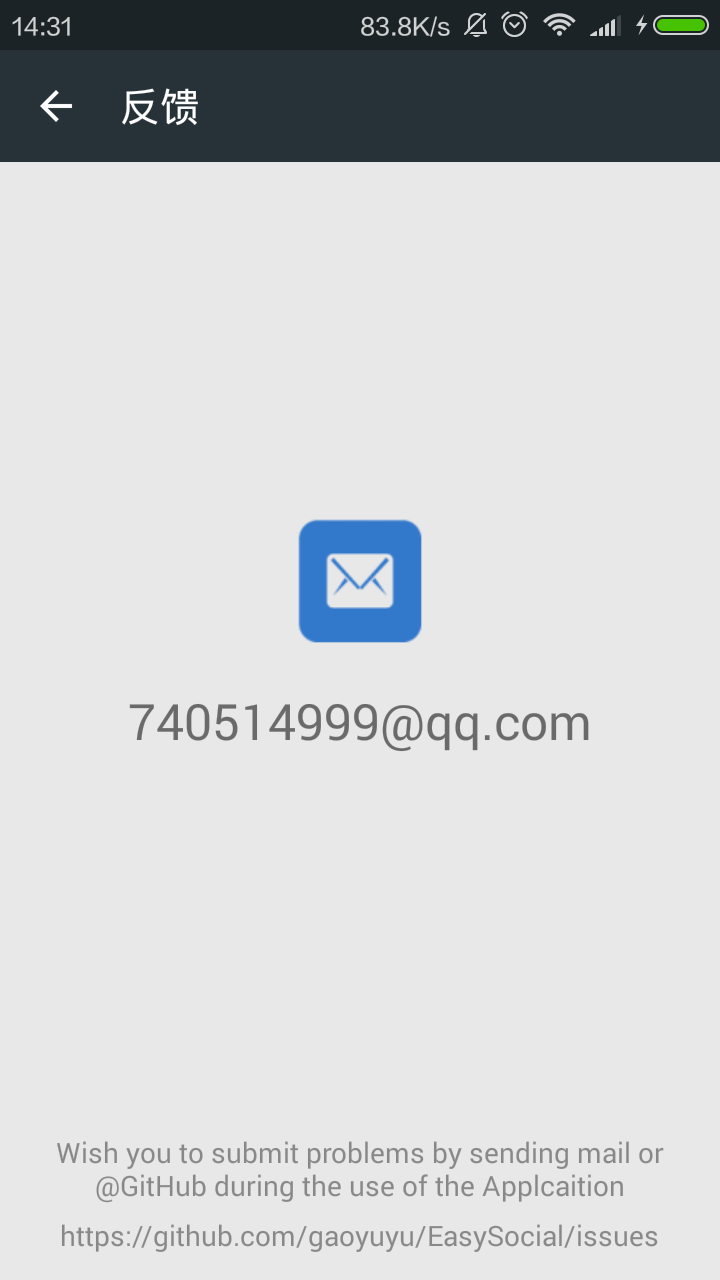 14:31 83.8K/s
反馈
740514999@qq.com
Wish you to submit problems by sending mail or
@GitHub during the use of the Applcaition
https://github.com/gaoyuyu/EasySocial/issues